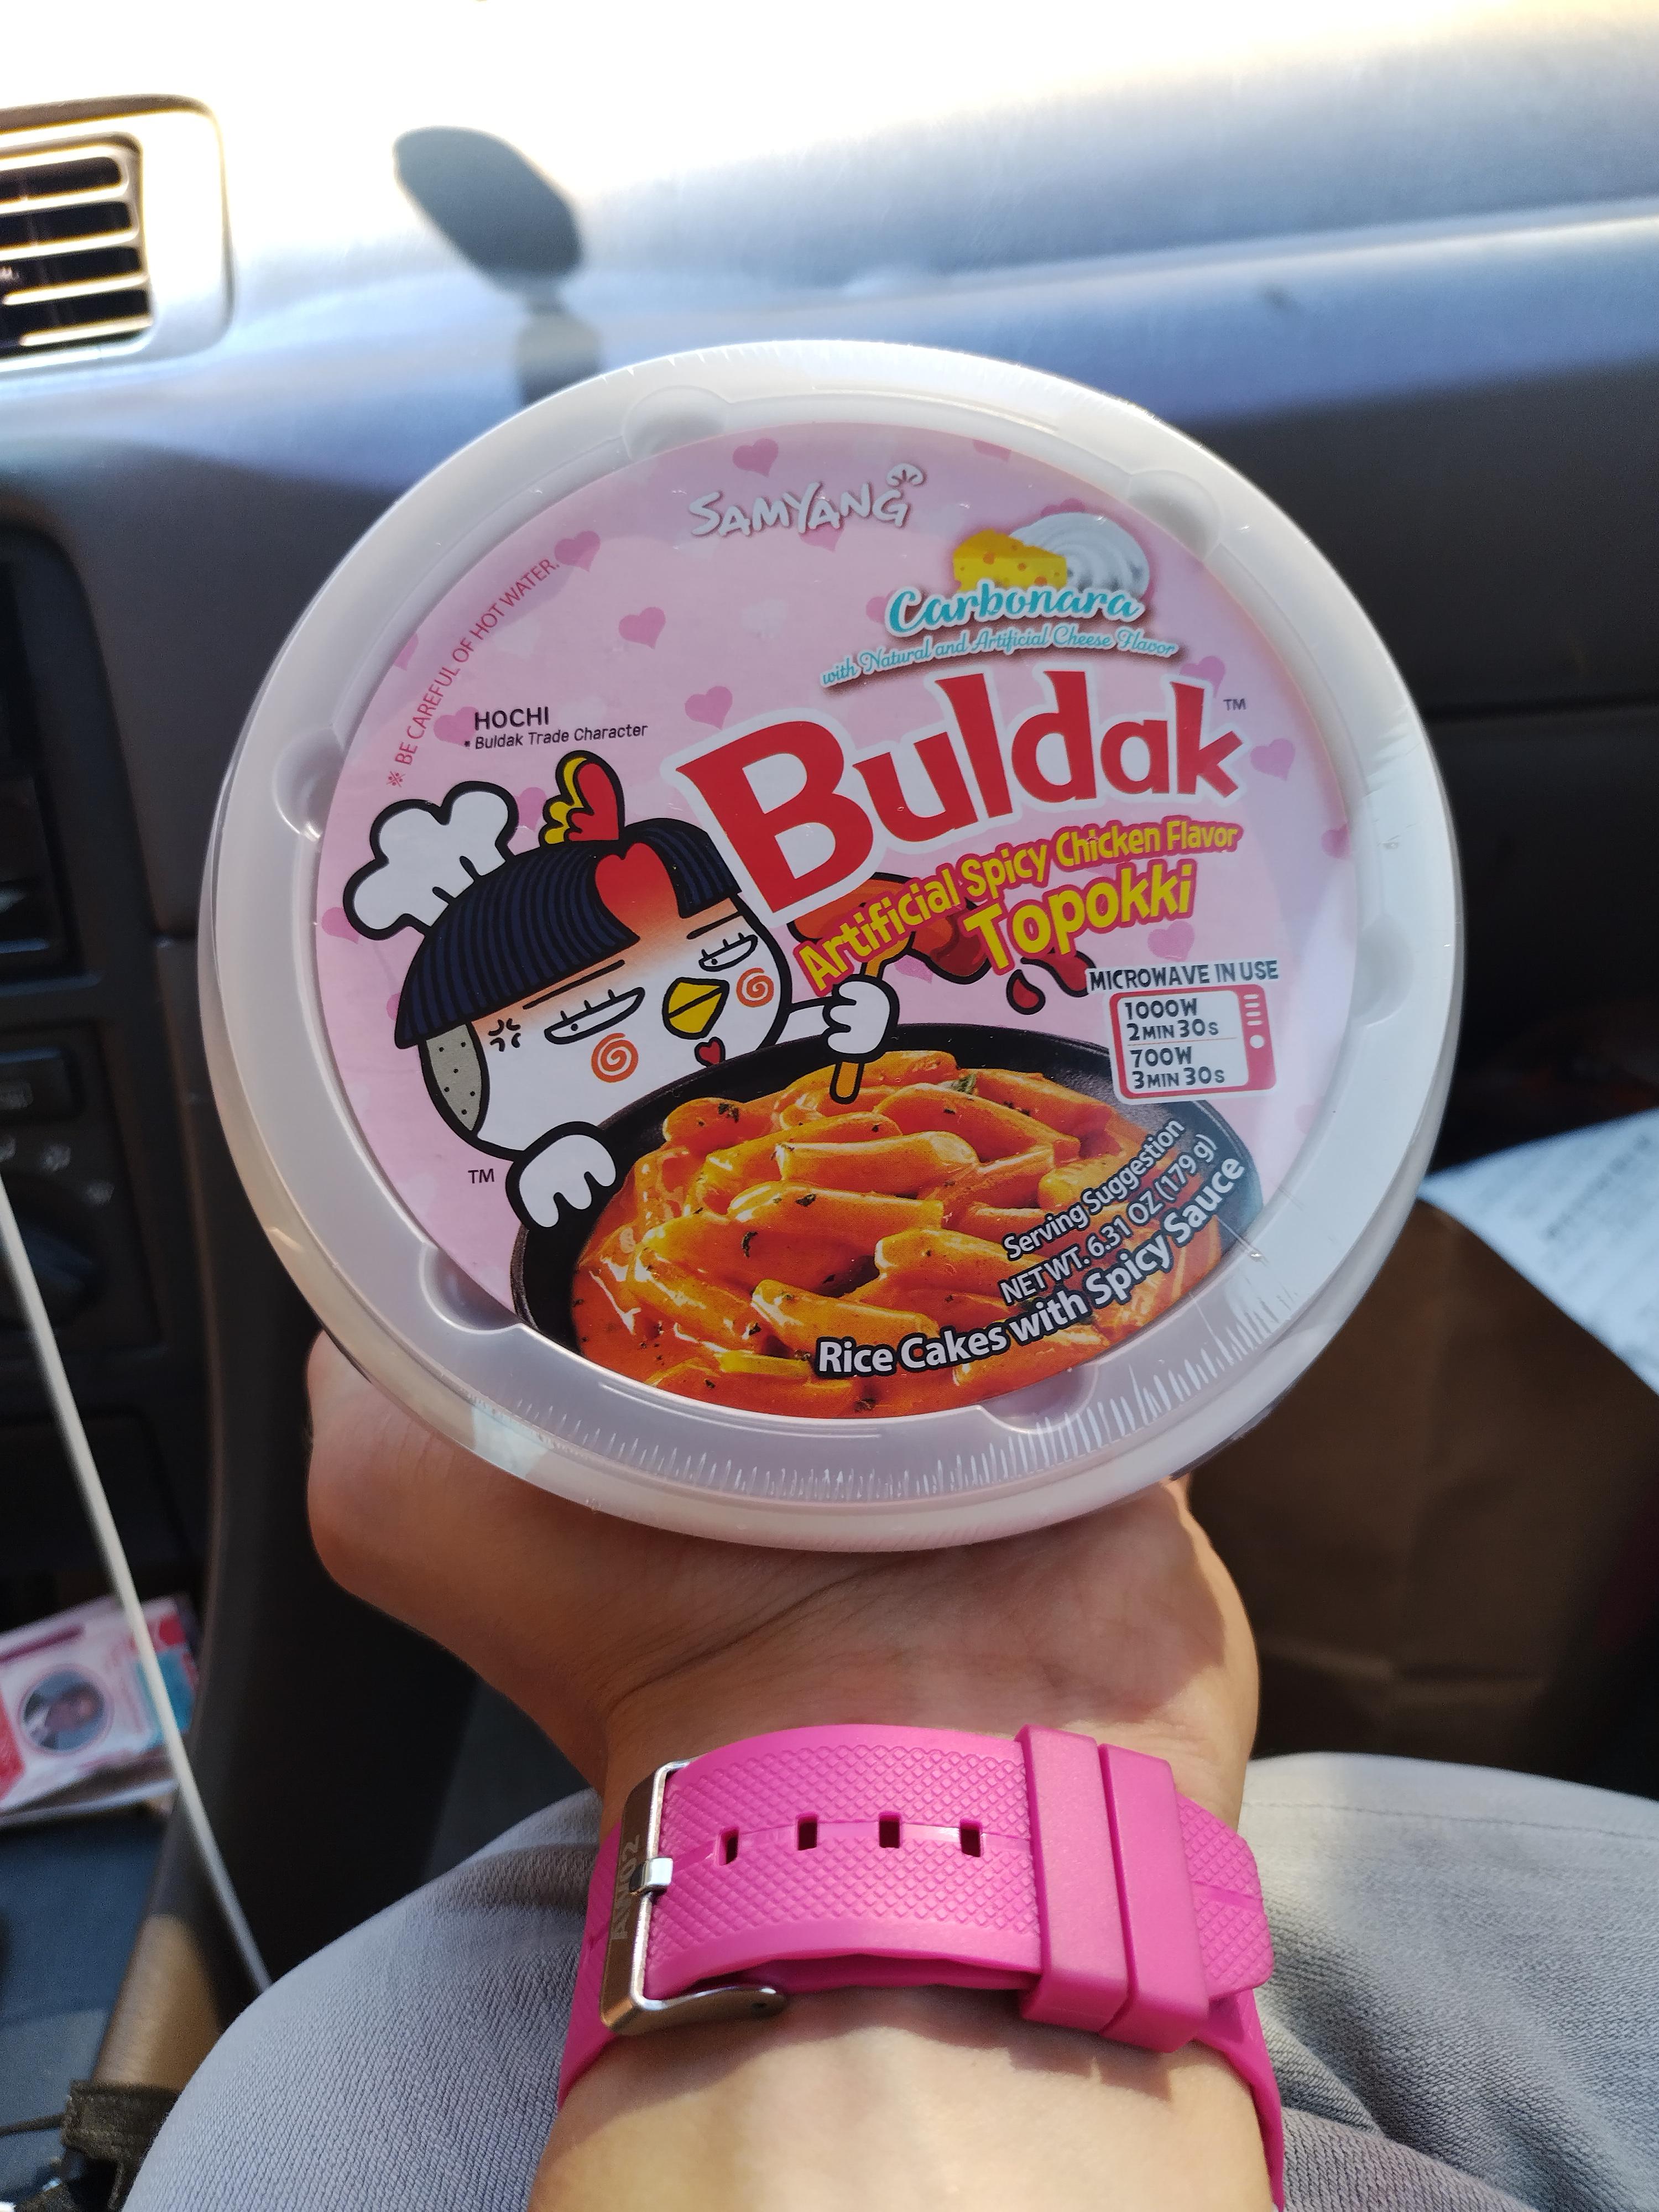 SAMYANG
Carbonara
with Natural and Artificial Cheese Flavor
※ BE CAREFUL OF HOT WATER.
HOCHI
• Buldak Trade Character
Buldak™
Artificial Spicy Chicken Flavor
Topokki
MICROWAVE IN USE
1000W
2MIN 30S
700W
3MIN 30S
TM
Serving Suggestion
NET WT. 6.31 OZ (179 g)
Rice Cakes with Spicy Sauce